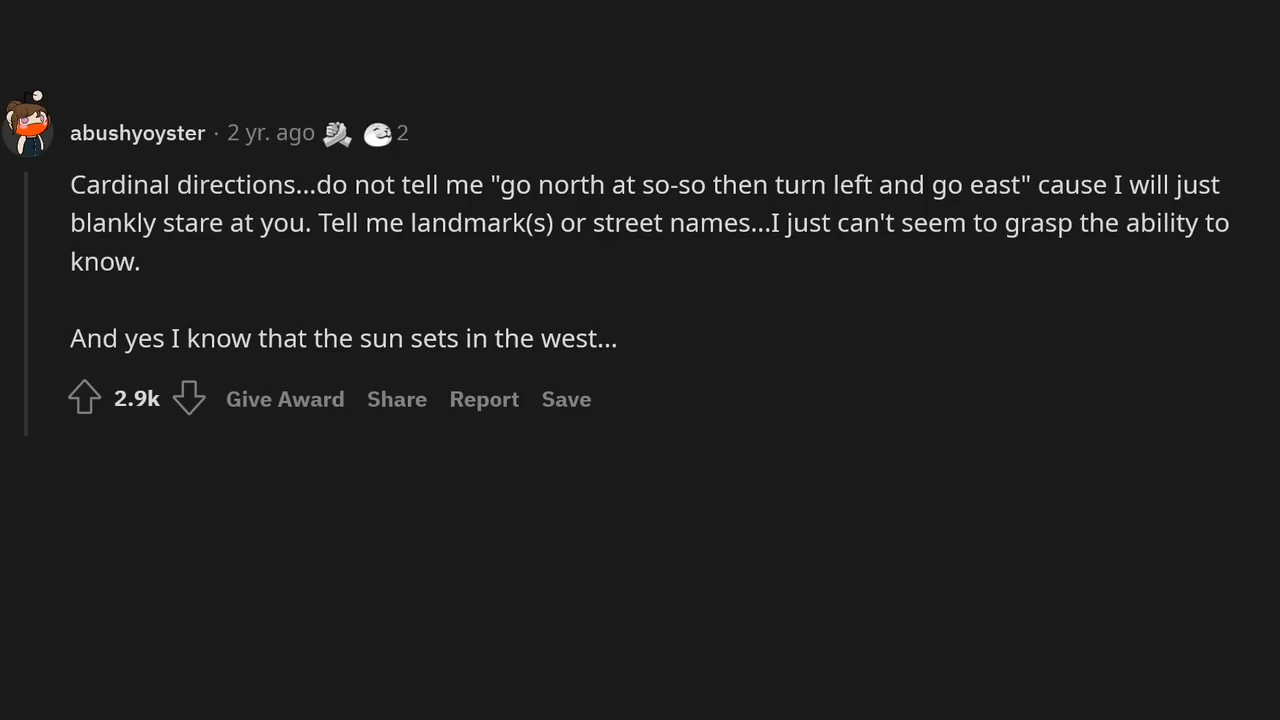 abushyoyster · 2 yr. ago 2
Cardinal directions...do not tell me "go north at so-so then turn left and go east" cause I will just
blankly stare at you. Tell me landmark(s) or street names...I just can't seem to grasp the ability to
know.
And yes I know that the sun sets in the west...
2.9k Give Award Share Report Save